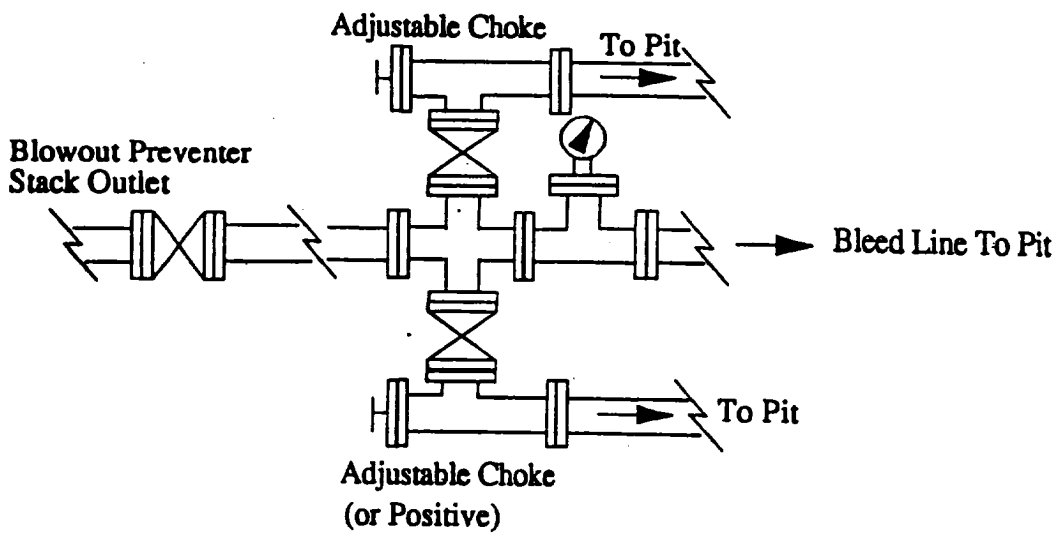 Adjustable Choke
To Pit
Blowout Preventer
Stack Outlet
Bleed Line To Pit
To Pit
Adjustable Choke
(or Positive)